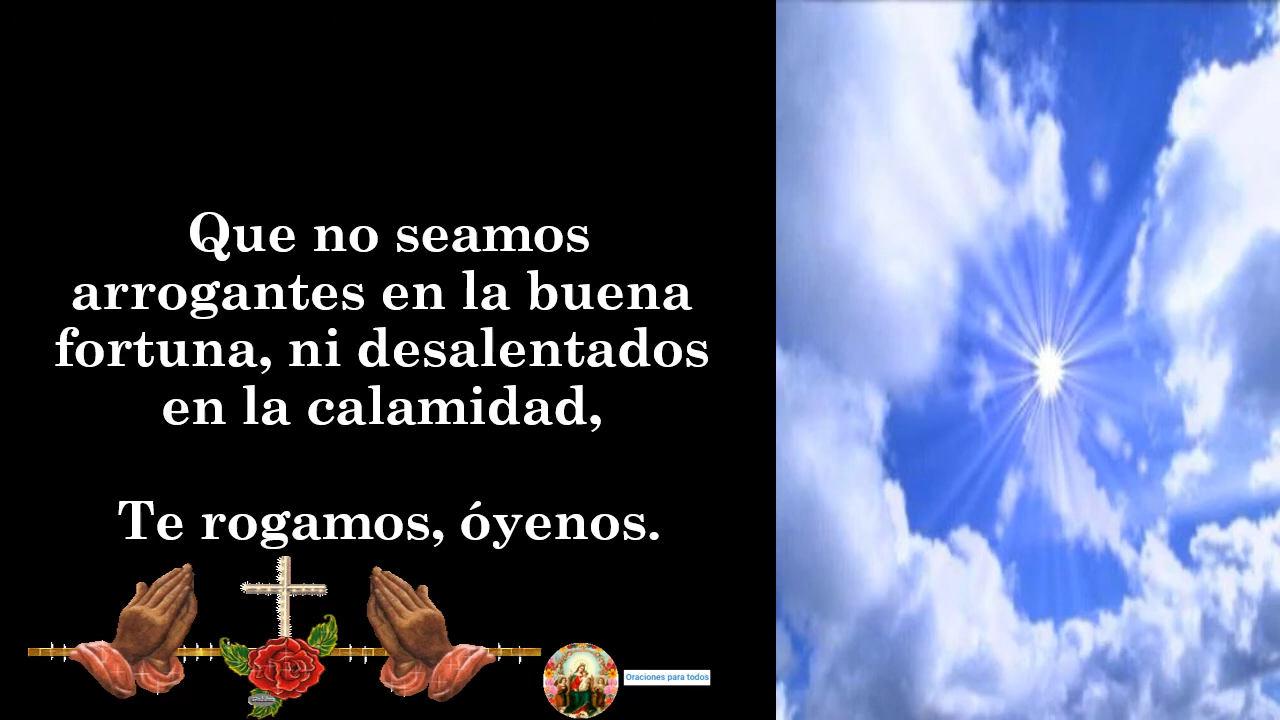 Que no seamos
arrogantes en la buena
fortuna, ni desalentados
en la calamidad,
Te rogamos, óyenos.
Oraciones para todos